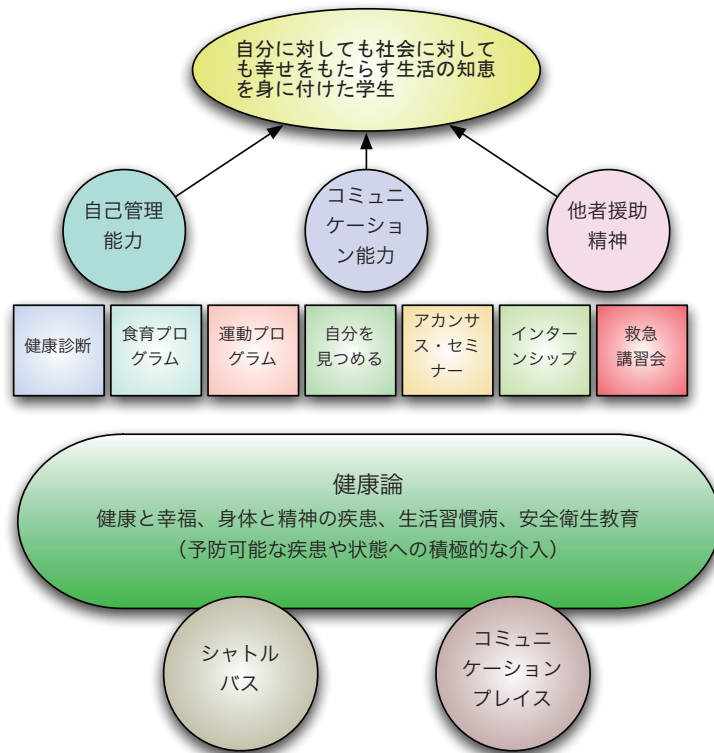 自分に対しても社会に対して
も幸せをもたらす生活の知恵
を身に付けた学生
自己管理
能力
コミュニ
ケーショ
ン能力
他者援助
精神
健康診断
食育プロ
グラム
運動プロ
グラム
自分を
見つめる
アカンサ
ス・セミ
ナー
インター
ンシップ
救急
講習会
健康論
健康と幸福、身体と精神の疾患、生活習慣病、安全衛生教育
（予防可能な疾患や状態への積極的な介入）
シャトル
バス
コミュニ
ケーション
プレイス